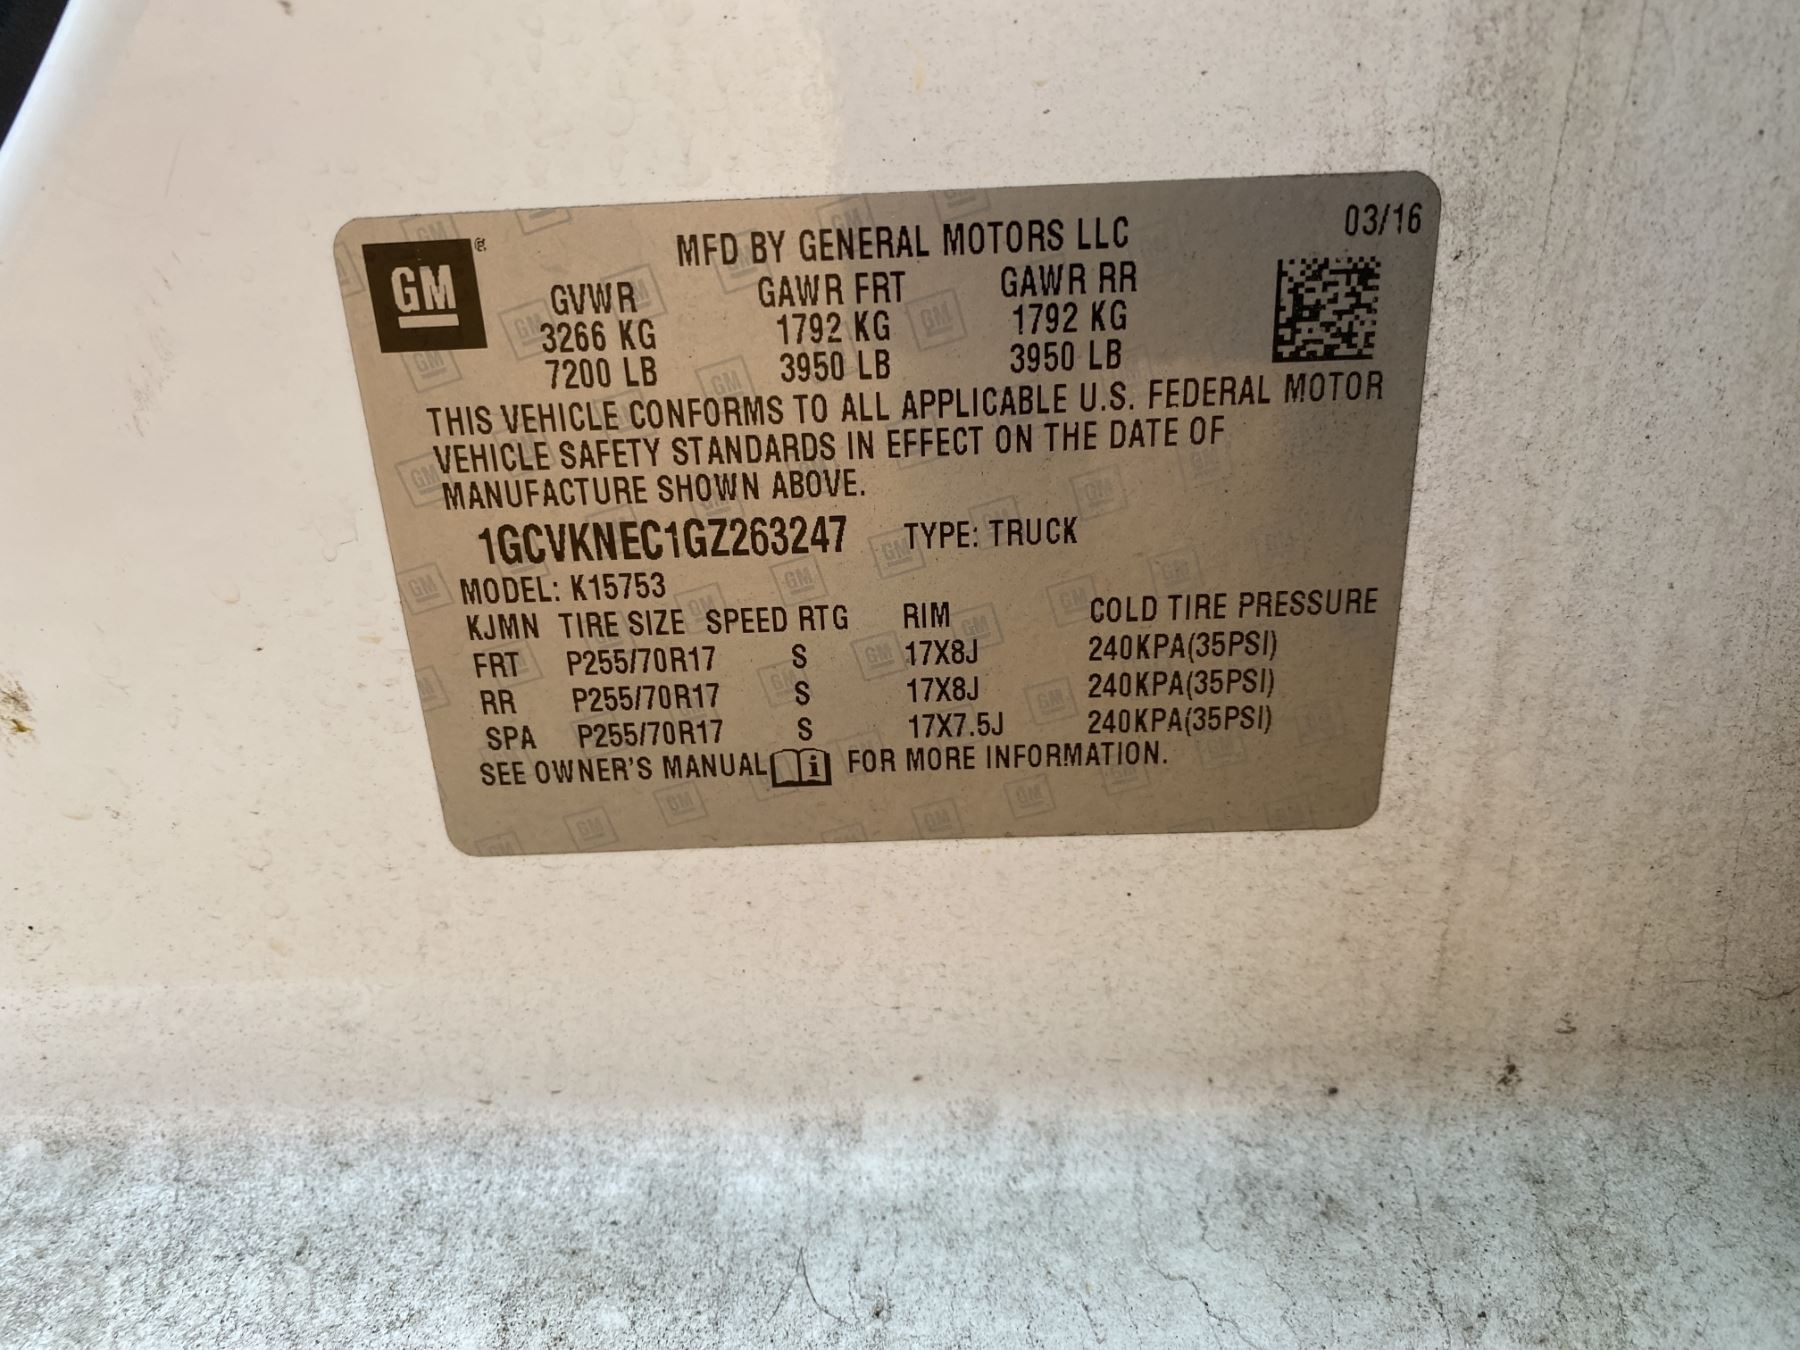 GM ®
MFD BY GENERAL MOTORS LLC 03/16
GVWR GAWR FRT GAWR RR
3266 KG 1792 KG 1792 KG
7200 LB 3950 LB 3950 LB
THIS VEHICLE CONFORMS TO ALL APPLICABLE U.S. FEDERAL MOTOR
VEHICLE SAFETY STANDARDS IN EFFECT ON THE DATE OF
MANUFACTURE SHOWN ABOVE.
1GCVKNEC1GZ263247 TYPE: TRUCK
MODEL: K15753
KJMN TIRE SIZE SPEED RTG RIM COLD TIRE PRESSURE
FRT P255/70R17 S 17X8J 240KPA(35PSI)
RR P255/70R17 S 17X8J 240KPA(35PSI)
SPA P255/70R17 S 17X7.5J 240KPA(35PSI)
SEE OWNER'S MANUAL i FOR MORE INFORMATION.